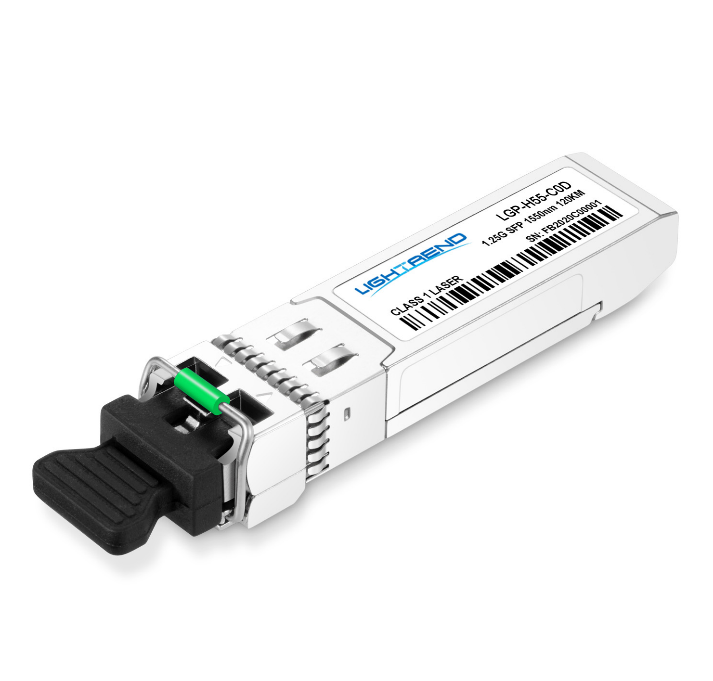 LIGHTREND
LGP-H55-C0D
1.25G SFP 1550nm 120KM
SN: FB2020C00001
CLASS 1 LASER